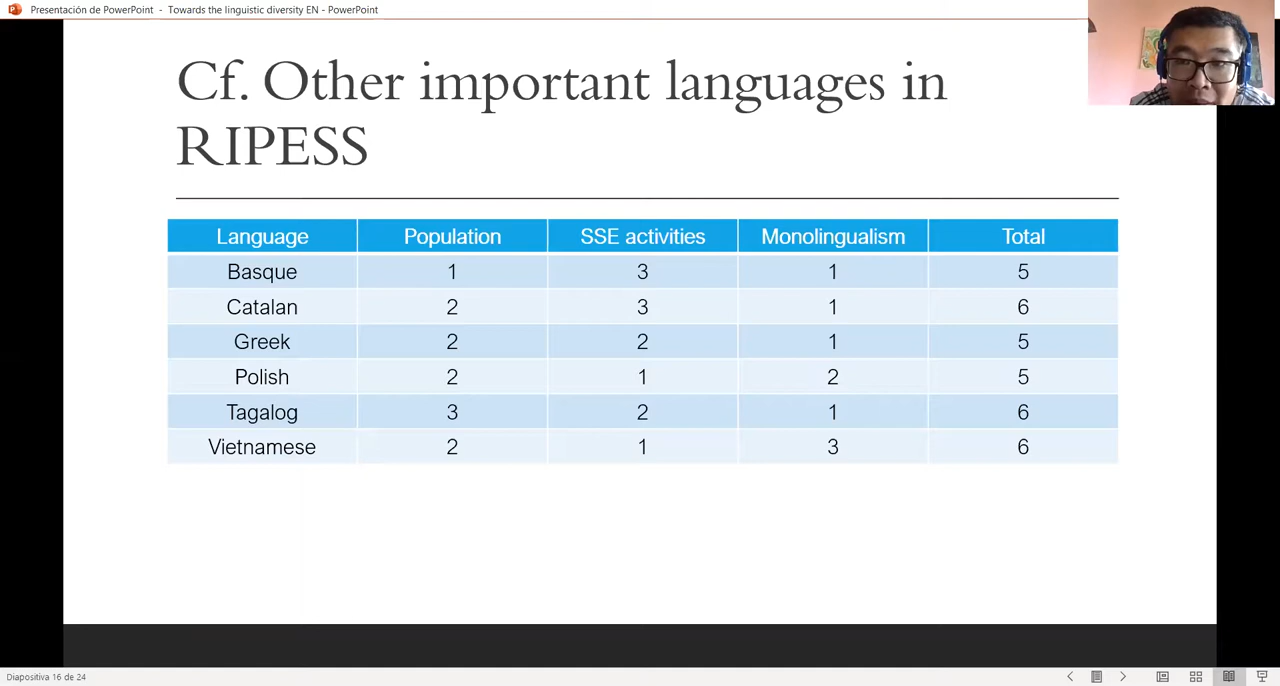 Presentación de PowerPoint - Towards the linguistic diversity EN - PowerPoint
Cf. Other important languages in
RIPESS
Language Population SSE activities Monolingualism Total
Basque 1 3 1 5
Catalan 2 3 1 6
Greek 2 2 1 5
Polish 2 1 2 5
Tagalog 3 2 1 6
Vietnamese 2 1 3 6
Diapositiva 16 de 24